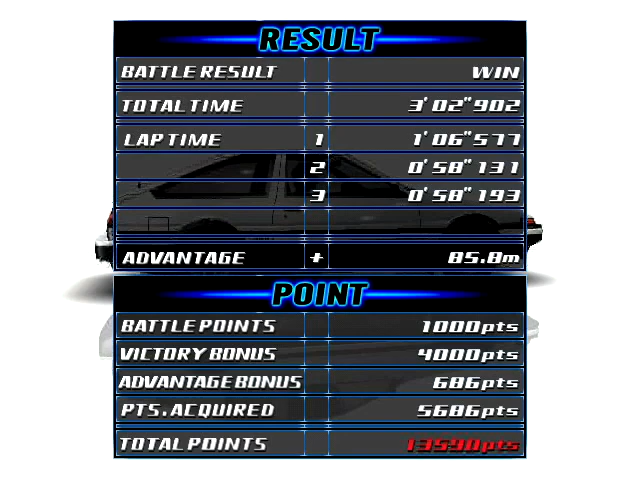 RESULT
BATTLE RESULT WIN
TOTAL TIME 3'02"902
LAP TIME 1 1'06"577
2 0'58"131
3 0'58"193
ADVANTAGE + 85.8m
POINT
BATTLE POINTS 1000pts
VICTORY BONUS 4000pts
ADVANTAGE BONUS 686pts
PTS. ACQUIRED 5686pts
TOTAL POINTS 13590pts